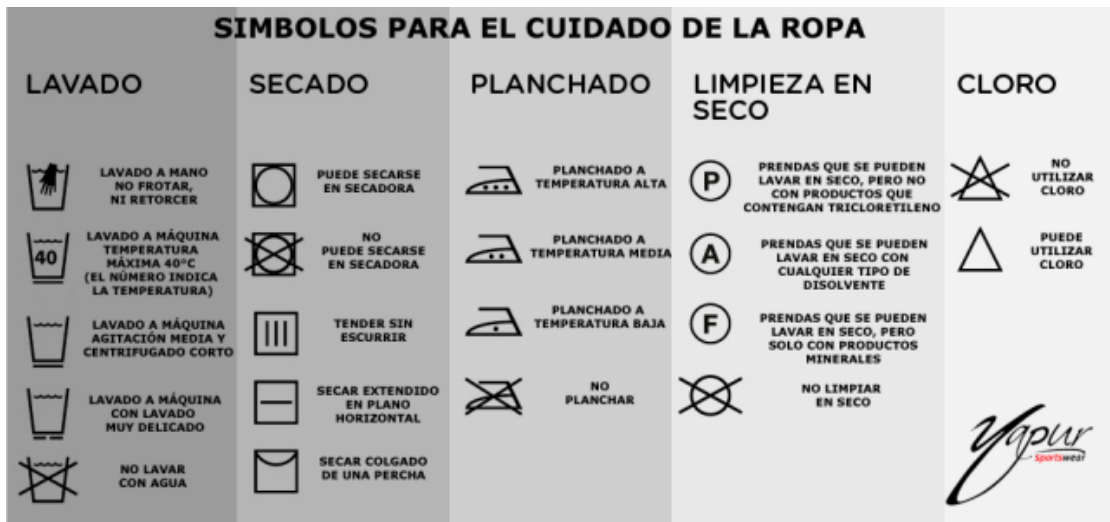 SIMBOLOS PARA EL CUIDADO DE LA ROPA
LAVADO
LAVADO A MANO
NO FROTAR,
NI RETORCER
40
LAVADO A MÁQUINA
TEMPERATURA
MÁXIMA 40°C
(EL NÚMERO INDICA
LA TEMPERATURA)
LAVADO A MÁQUINA
AGITACIÓN MEDIA Y
CENTRIFUGADO CORTO
LAVADO A MÁQUINA
CON LAVADO
MUY DELICADO
NO LAVAR
CON AGUA
SECADO
PUEDE SECARSE
EN SECADORA
NO
PUEDE SECARSE
EN SECADORA
TENDER SIN
ESCURRIR
SECAR EXTENDIDO
EN PLANO
HORIZONTAL
SECAR COLGADO
DE UNA PERCHA
PLANCHADO
PLANCHADO A
TEMPERATURA ALTA
PLANCHADO A
TEMPERATURA MEDIA
PLANCHADO A
TEMPERATURA BAJA
NO
PLANCHAR
LIMPIEZA EN
SECO
P
PRENDAS QUE SE PUEDEN
LAVAR EN SECO, PERO NO
CON PRODUCTOS QUE
CONTENGAN TRICLORETILENO
A
PRENDAS QUE SE PUEDEN
LAVAR EN SECO CON
CUALQUIER TIPO DE
DISOLVENTE
F
PRENDAS QUE SE PUEDEN
LAVAR EN SECO, PERO
SOLO CON PRODUCTOS
MINERALES
NO LIMPIAR
EN SECO
CLORO
NO
UTILIZAR
CLORO
PUEDE
UTILIZAR
CLORO
Yapur
Sportswear